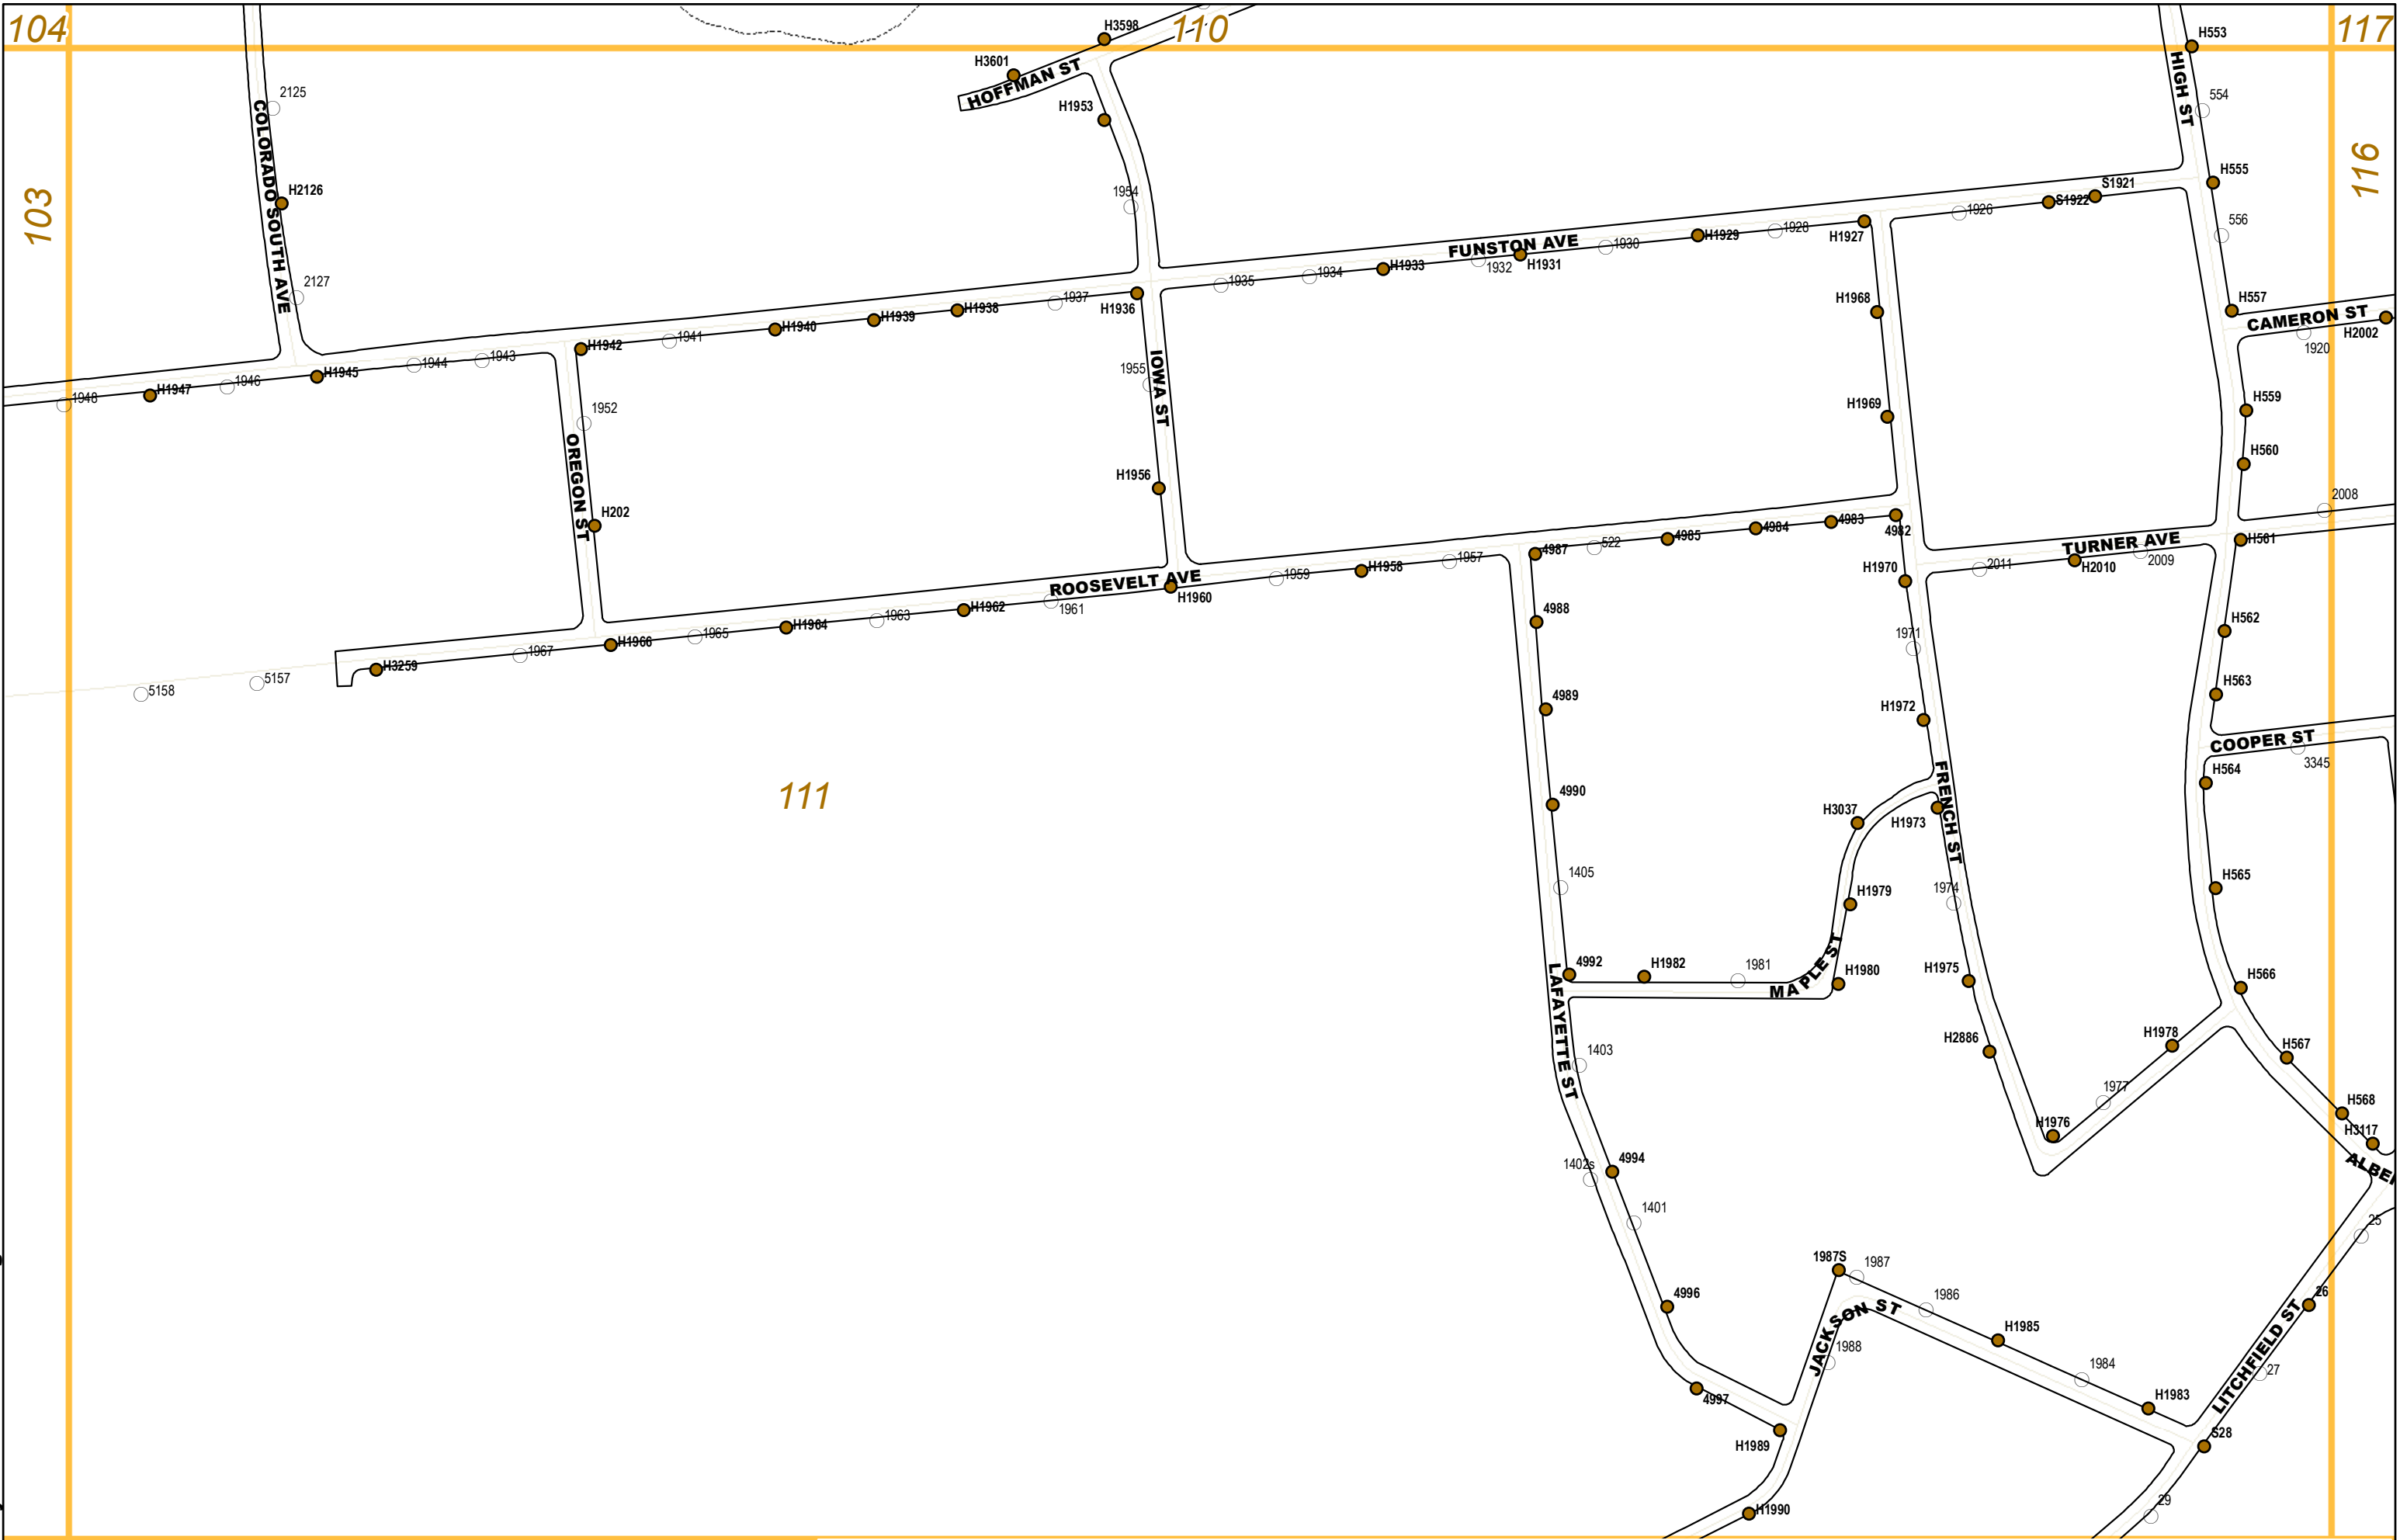 104
110
117
H3598
H553
H3601
HOFFMAN ST
HIGH ST
2125
554
H1953
COLORADO SOUTH AVE
103
116
H2126
1954
H555
S1921
S1922
1926
556
H1927
1928
H1929
FUNSTON AVE
1930
H1931
1932
H1933
1934
1935
2127
H1936
1937
H1938
H1939
H1940
1941
H1942
1943
1944
H1945
1946
H1947
1948
H1968
H557
CAMERON ST
H2002
1920
1955
IOWA ST
1952
OREGON ST
H1969
H559
H560
H1956
2008
H202
4982
4983
4984
4985
522
4987
TURNER AVE
H561
2009
H2010
2011
1957
H1958
1959
ROOSEVELT AVE
H1960
1961
H1962
1963
H1964
1965
H1966
1967
H3259
5157
5158
H1970
4988
H562
1971
4989
H563
H1972
COOPER ST
3345
111
4990
H564
H3037
H1973
FRENCH ST
1405
H1979
1974
H565
MAPLE ST
4992
H1982
1981
H1980
H1975
H566
LAFAYETTE ST
1403
H2886
H1978
H567
1977
H568
H1976
H3117
1402s
4994
1401
25
1987S
1987
4996
1986
JACKSON ST
26
H1985
LITCHFIELD ST
1988
1984
27
4997
H1983
H1989
S28
H1990
29